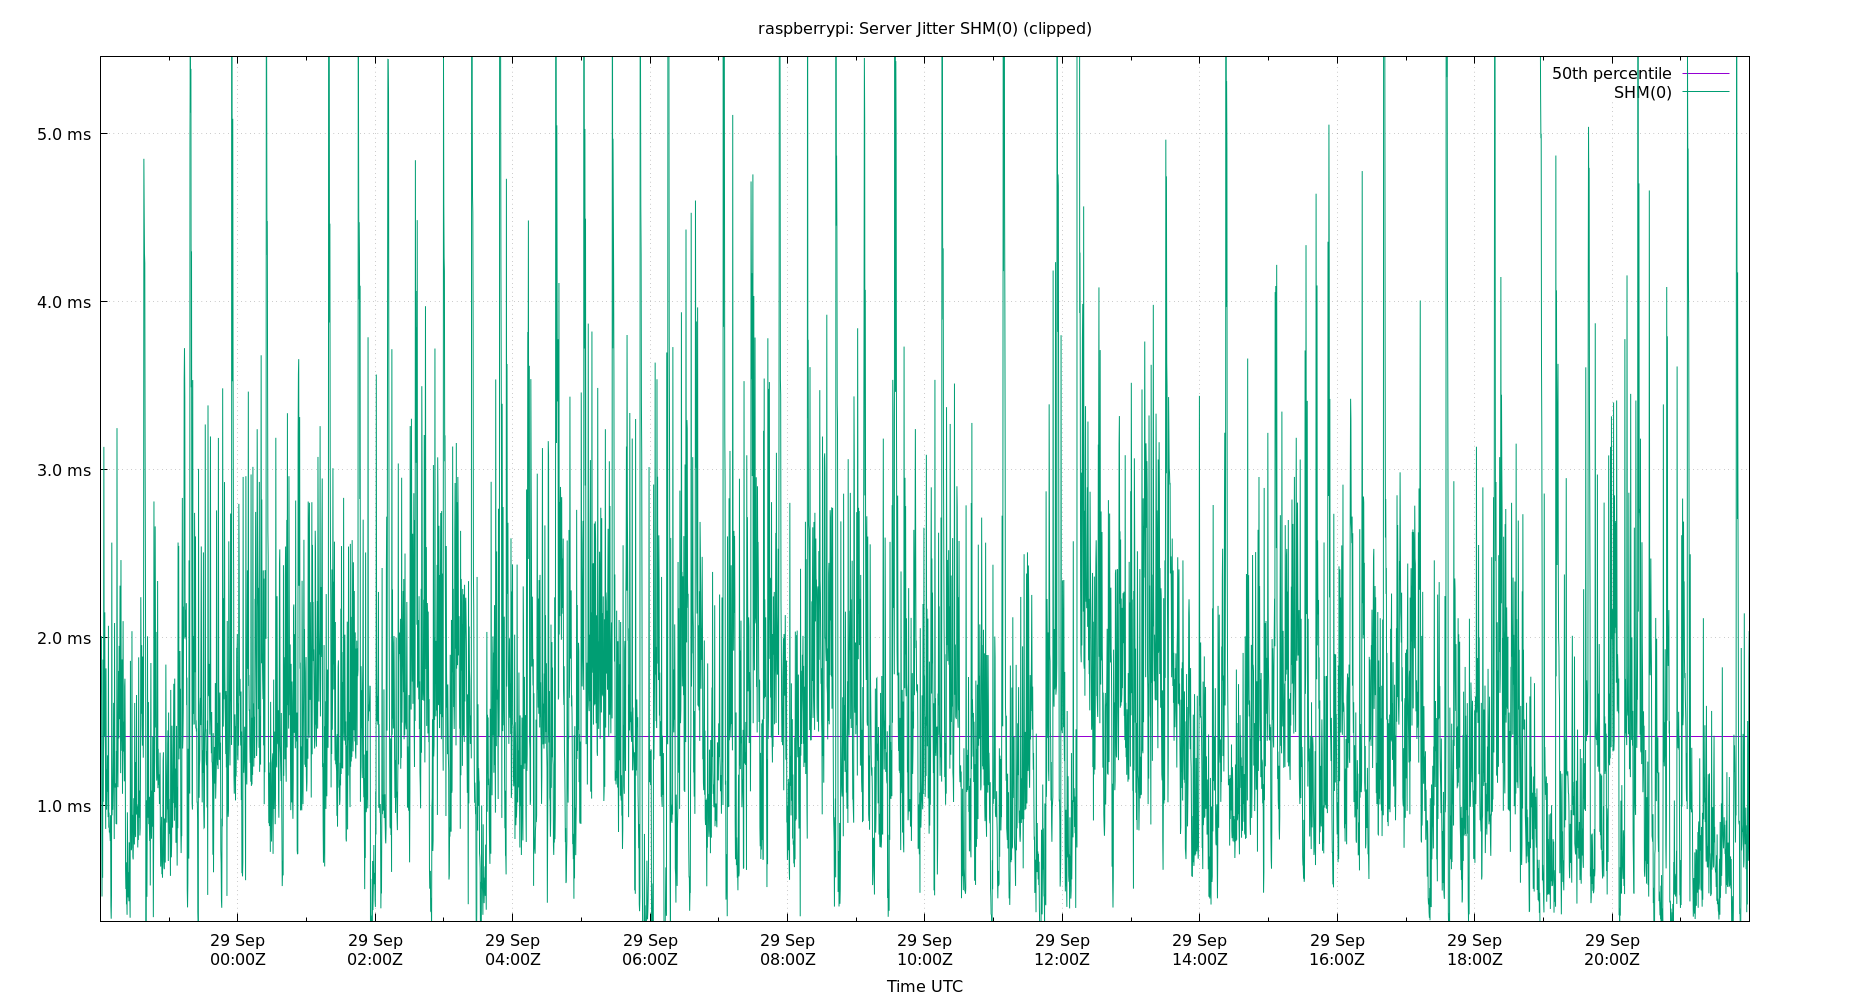 raspberrypi: Server Jitter SHM(0) (clipped)
50th percentile
SHM(0)
5.0 ms
4.0 ms
3.0 ms
2.0 ms
1.0 ms
29 Sep 29 Sep 29 Sep 29 Sep 29 Sep 29 Sep 29 Sep 29 Sep 29 Sep 29 Sep 29 Sep
00:00Z 02:00Z 04:00Z 06:00Z 08:00Z 10:00Z 12:00Z 14:00Z 16:00Z 18:00Z 20:00Z
Time UTC